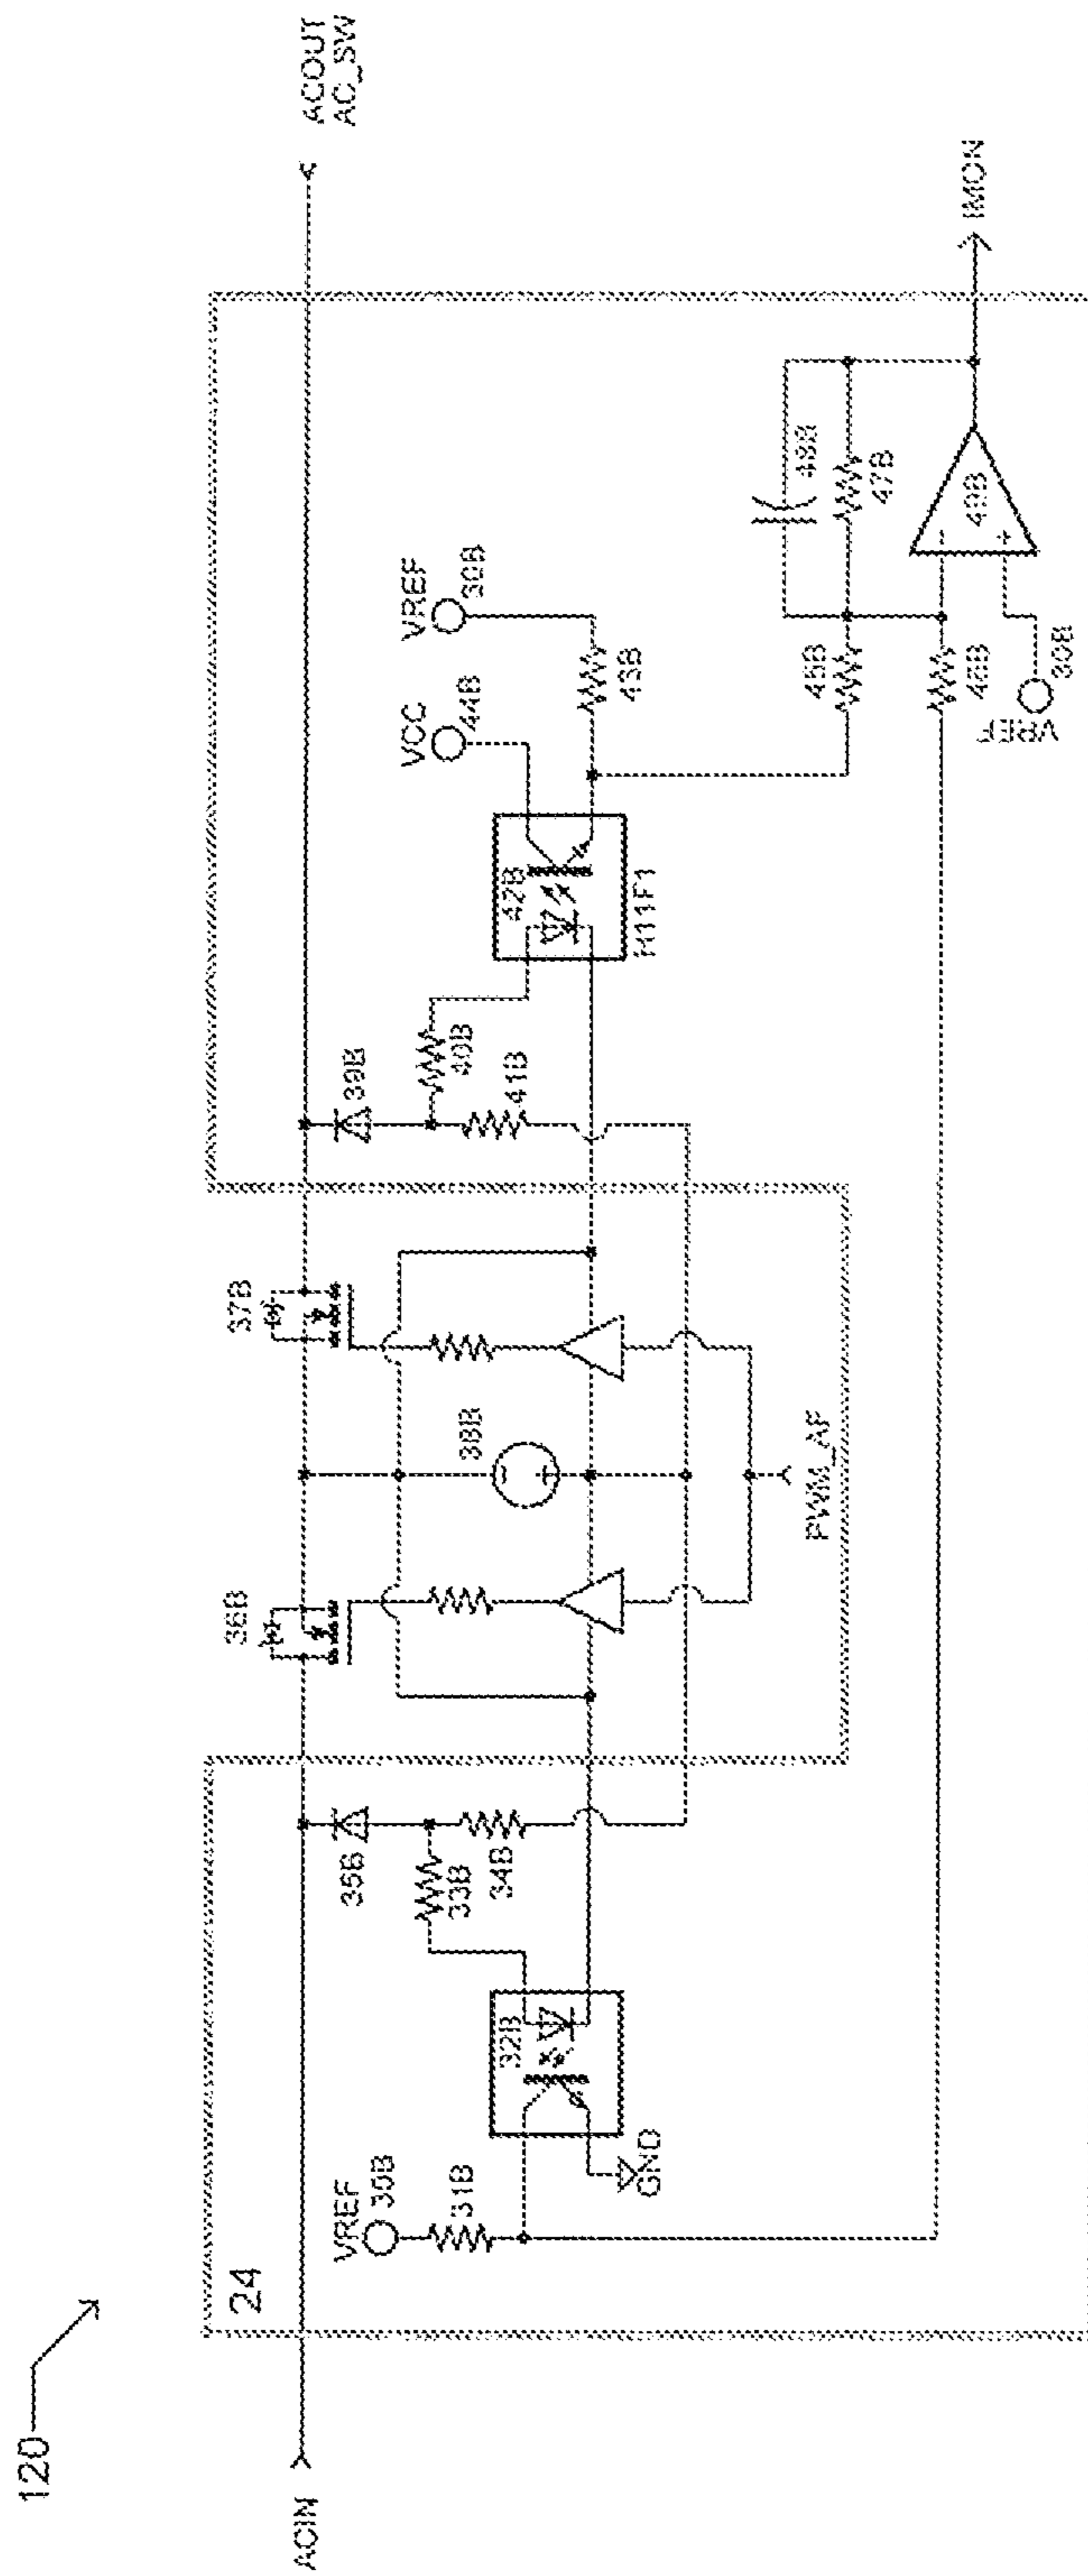 120
24
ACIN
ACOUT
AC_SW
35B
36B
37B
39B
VREF
30B
31B
32B
33B
34B
38B
40B
41B
42B
VCC
44B
VREF
30B
43B
GND
H11F1
PWM_AF
45B
46B
47B
48B
49B
-
+
VREF
30B
IMON